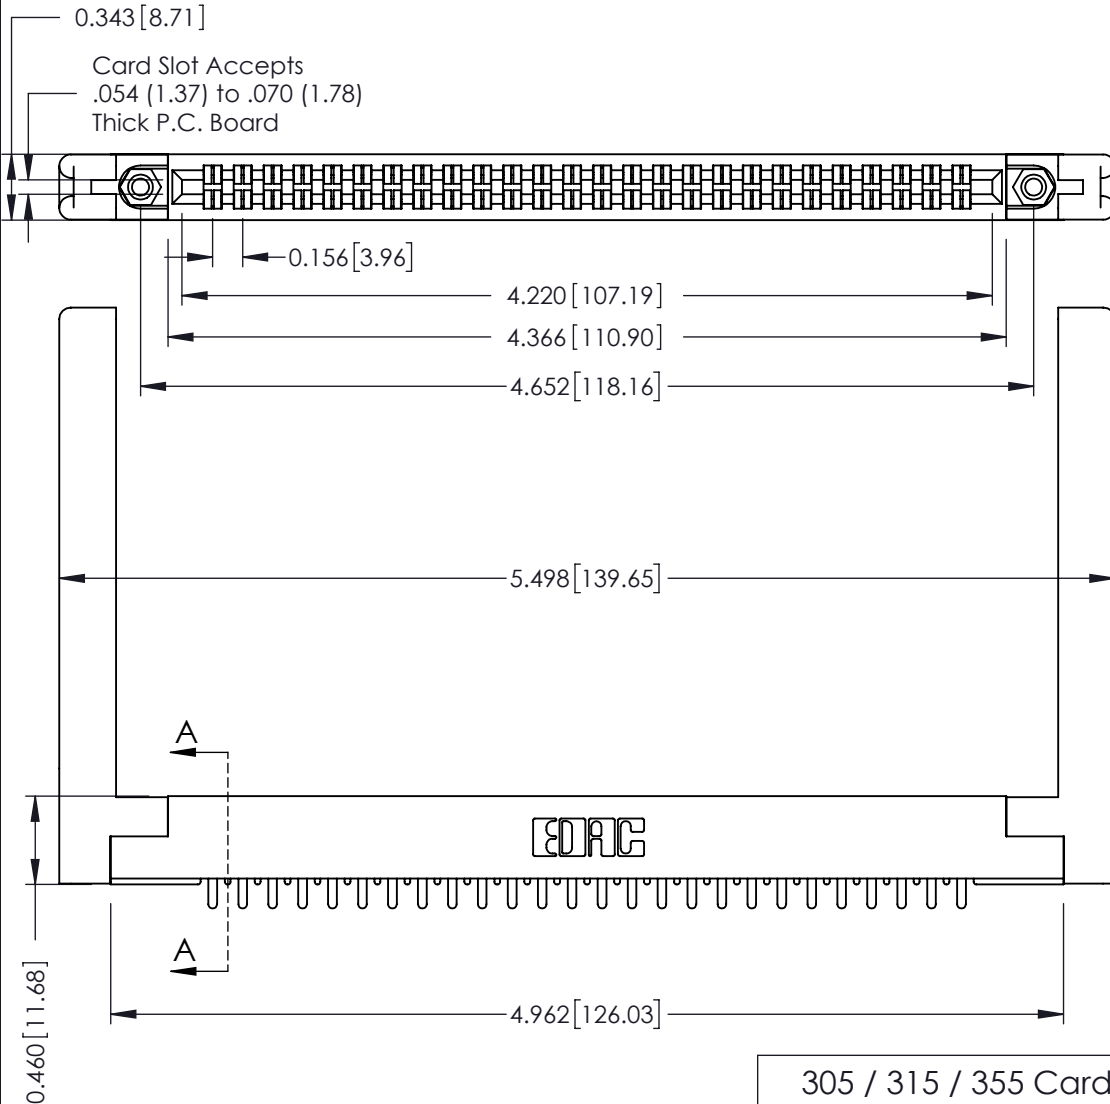 0.343[8.71]
Card Slot Accepts
.054 (1.37) to .070 (1.78)
Thick P.C. Board
0.156[3.96]
4.220[107.19]
4.366[110.90]
4.652[118.16]
5.498[139.65]
A
EDAC
A
0.460[11.68]
4.962[126.03]
305 / 315 / 355 Card